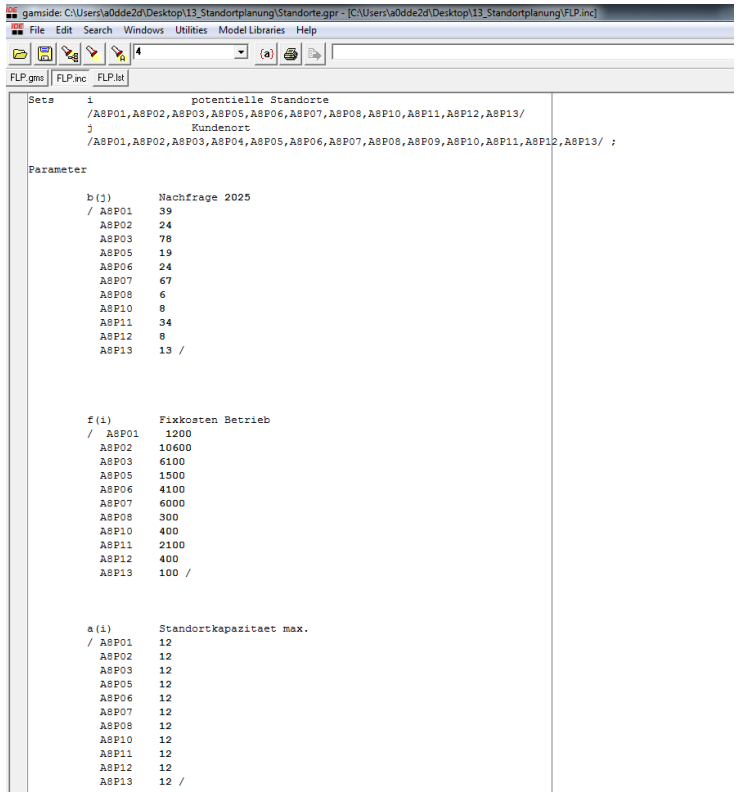 gamside: C:\Users\a0dde2d\Desktop\13_Standortplanung\Standorte.gpr - [C:\Users\a0dde2d\Desktop\13_Standortplanung\FLP.inc]
IDE File Edit Search Windows Utilities Model Libraries Help
4 {a}
FLP.gms FLP.inc FLP.lst
Sets i potentielle Standorte
/A8P01,A8P02,A8P03,A8P05,A8P06,A8P07,A8P08,A8P10,A8P11,A8P12,A8P13/
j Kundenort
/A8P01,A8P02,A8P03,A8P04,A8P05,A8P06,A8P07,A8P08,A8P09,A8P10,A8P11,A8P12,A8P13/ ;
Parameter
b(j) Nachfrage 2025
/ A8P01 39
A8P02 24
A8P03 78
A8P05 19
A8P06 24
A8P07 67
A8P08 6
A8P10 8
A8P11 34
A8P12 8
A8P13 13 /
f(i) Fixkosten Betrieb
/ A8P01 1200
A8P02 10600
A8P03 6100
A8P05 1500
A8P06 4100
A8P07 6000
A8P08 300
A8P10 400
A8P11 2100
A8P12 400
A8P13 100 /
a(i) Standortkapazitaet max.
/ A8P01 12
A8P02 12
A8P03 12
A8P05 12
A8P06 12
A8P07 12
A8P08 12
A8P10 12
A8P11 12
A8P12 12
A8P13 12 /